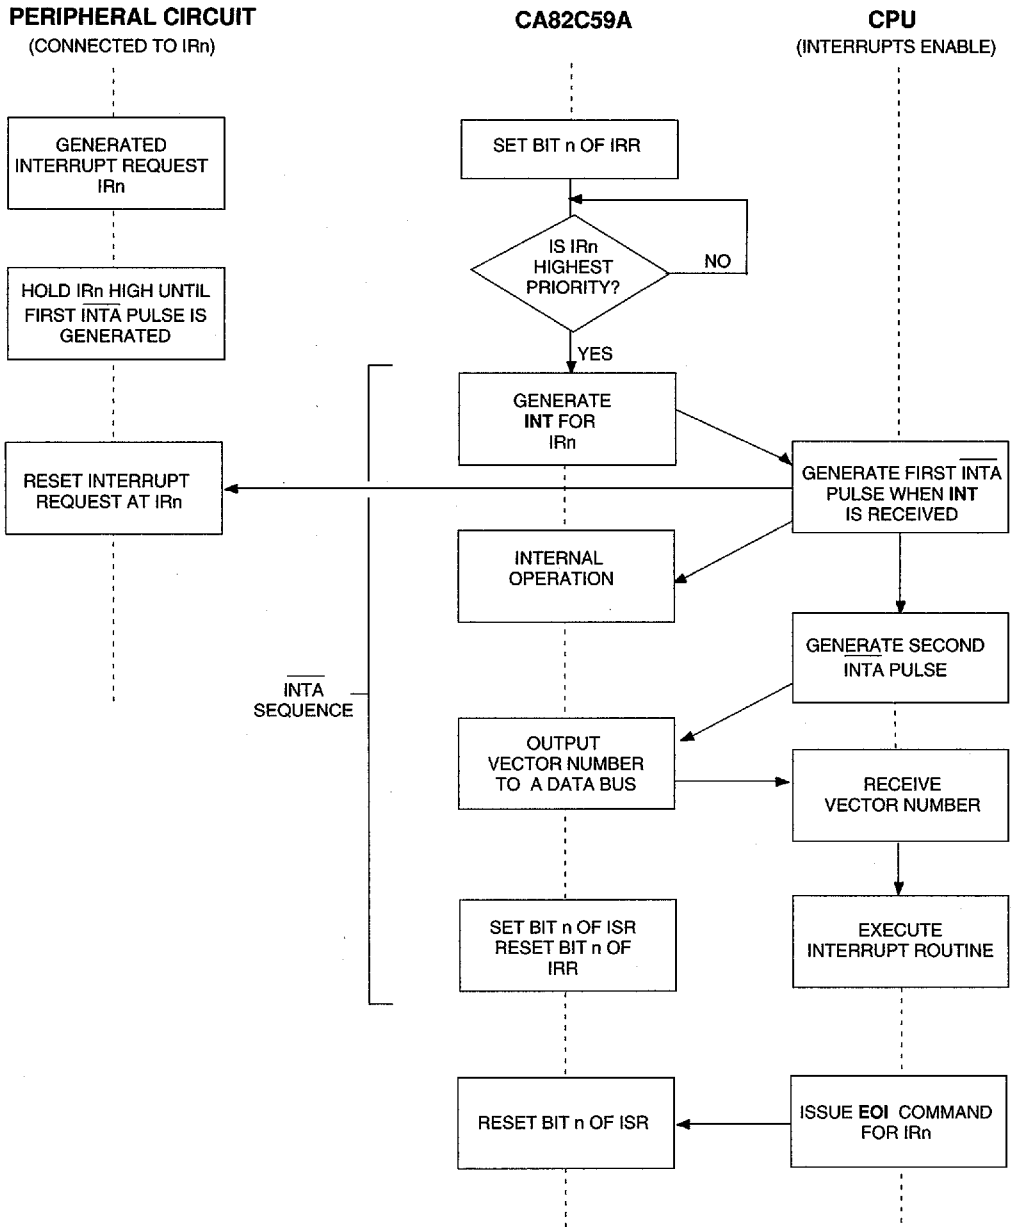 PERIPHERAL CIRCUIT
(CONNECTED TO IRn)
GENERATED
INTERRUPT REQUEST
IRn
HOLD IRn HIGH UNTIL
FIRST INTA PULSE IS
GENERATED
RESET INTERRUPT
REQUEST AT IRn
CA82C59A
SET BIT n OF IRR
IS IRn
HIGHEST
PRIORITY?
NO
YES
GENERATE
INT FOR
IRn
INTERNAL
OPERATION
INTA
SEQUENCE
OUTPUT
VECTOR NUMBER
TO A DATA BUS
SET BIT n OF ISR
RESET BIT n OF
IRR
RESET BIT n OF ISR
CPU
(INTERRUPTS ENABLE)
GENERATE FIRST INTA
PULSE WHEN INT
IS RECEIVED
GENERATE SECOND
INTA PULSE
RECEIVE
VECTOR NUMBER
EXECUTE
INTERRUPT ROUTINE
ISSUE EOI COMMAND
FOR IRn